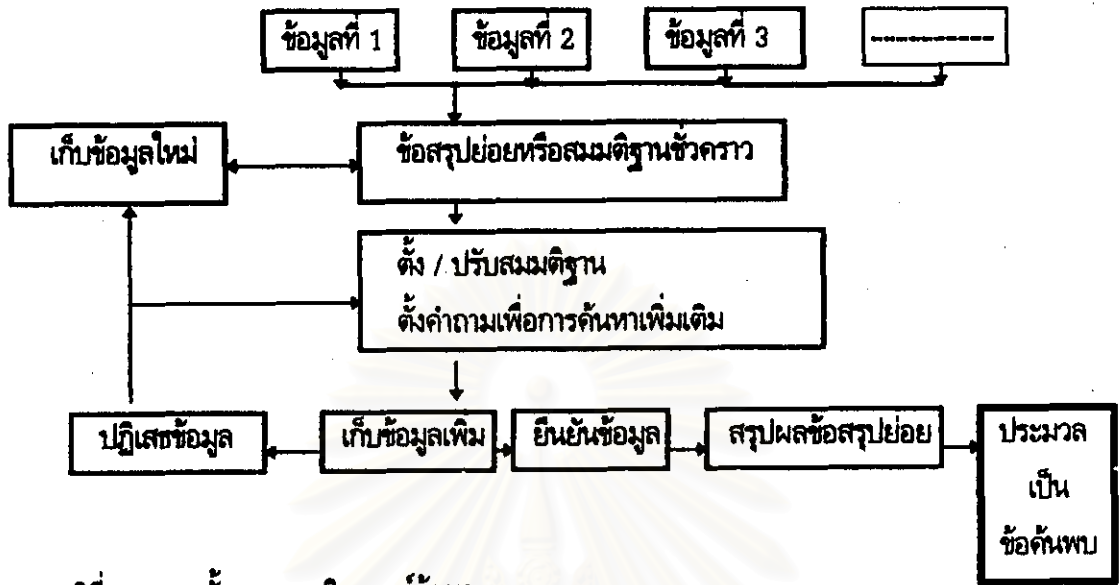 ข้อมูลที่ 1
ข้อมูลที่ 2
ข้อมูลที่ 3
------------
เก็บข้อมูลใหม่
ข้อสรุปย่อยหรือสมมติฐานชั่วคราว
ตั้ง / ปรับสมมติฐาน
ตั้งคำถามเพื่อการค้นหาเพิ่มเติม
ปฏิเสธข้อมูล
เก็บข้อมูลเพิ่ม
ยืนยันข้อมูล
สรุปผลข้อสรุปย่อย
ประมวล
เป็น
ข้อค้นพบ